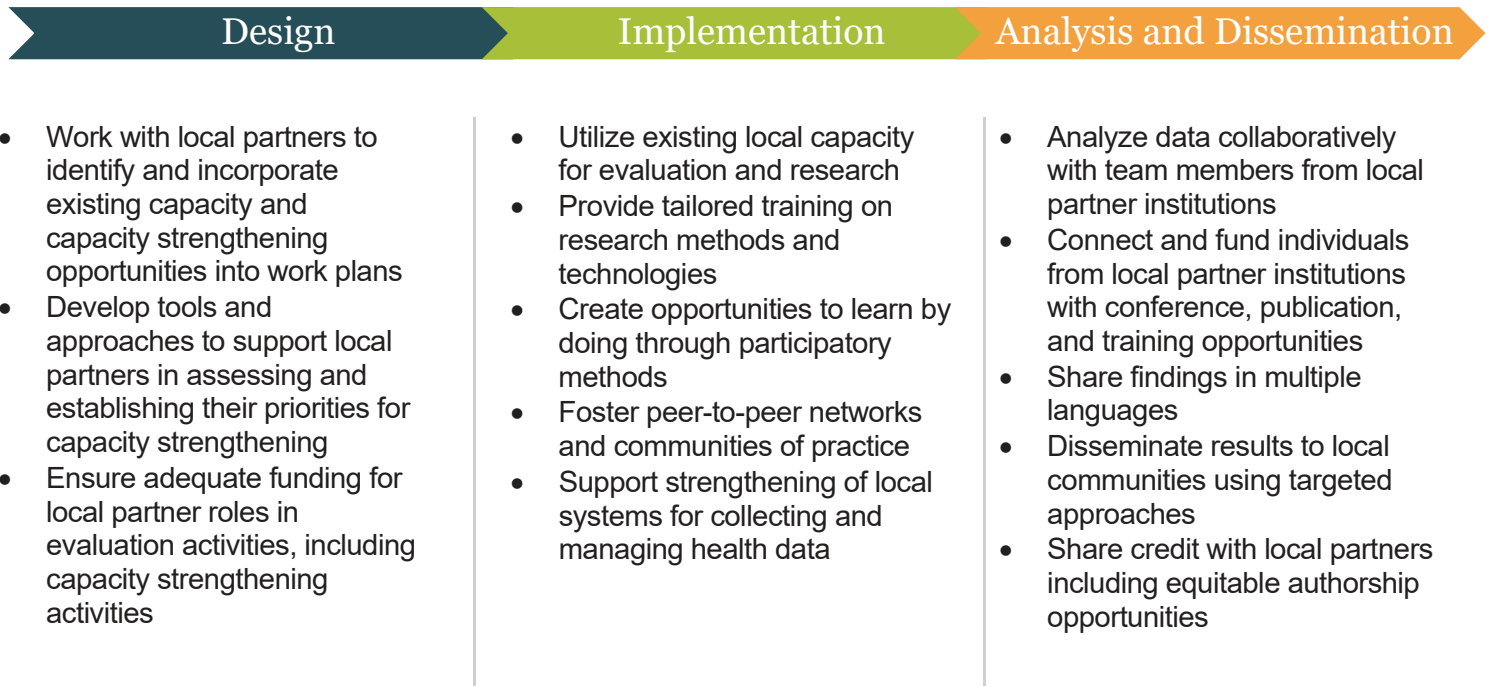 Design
Implementation
Analysis and Dissemination
• Work with local partners to
identify and incorporate
existing capacity and
capacity strengthening
opportunities into work plans
• Develop tools and
approaches to support local
partners in assessing and
establishing their priorities for
capacity strengthening
• Ensure adequate funding for
local partner roles in
evaluation activities, including
capacity strengthening
activities
• Utilize existing local capacity
for evaluation and research
• Provide tailored training on
research methods and
technologies
• Create opportunities to learn by
doing through participatory
methods
• Foster peer-to-peer networks
and communities of practice
• Support strengthening of local
systems for collecting and
managing health data
• Analyze data collaboratively
with team members from local
partner institutions
• Connect and fund individuals
from local partner institutions
with conference, publication,
and training opportunities
• Share findings in multiple
languages
• Disseminate results to local
communities using targeted
approaches
• Share credit with local partners
including equitable authorship
opportunities